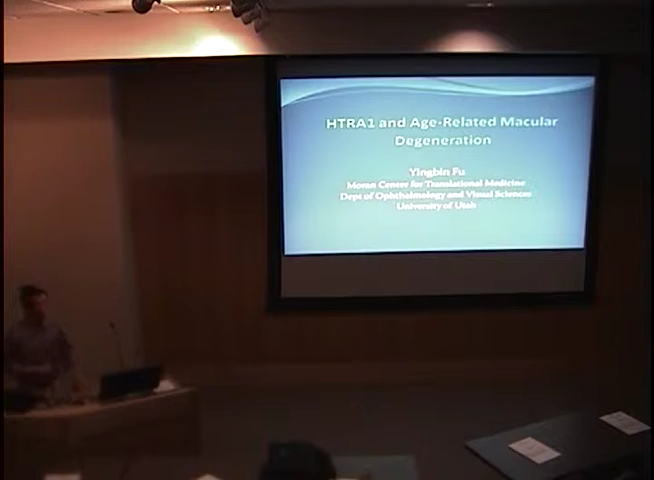 HTRA1 and Age-Related Macular
Degeneration
Yingbin Fu
Moran Center for Translational Medicine
Dept of Ophthalmology and Visual Sciences
University of Utah